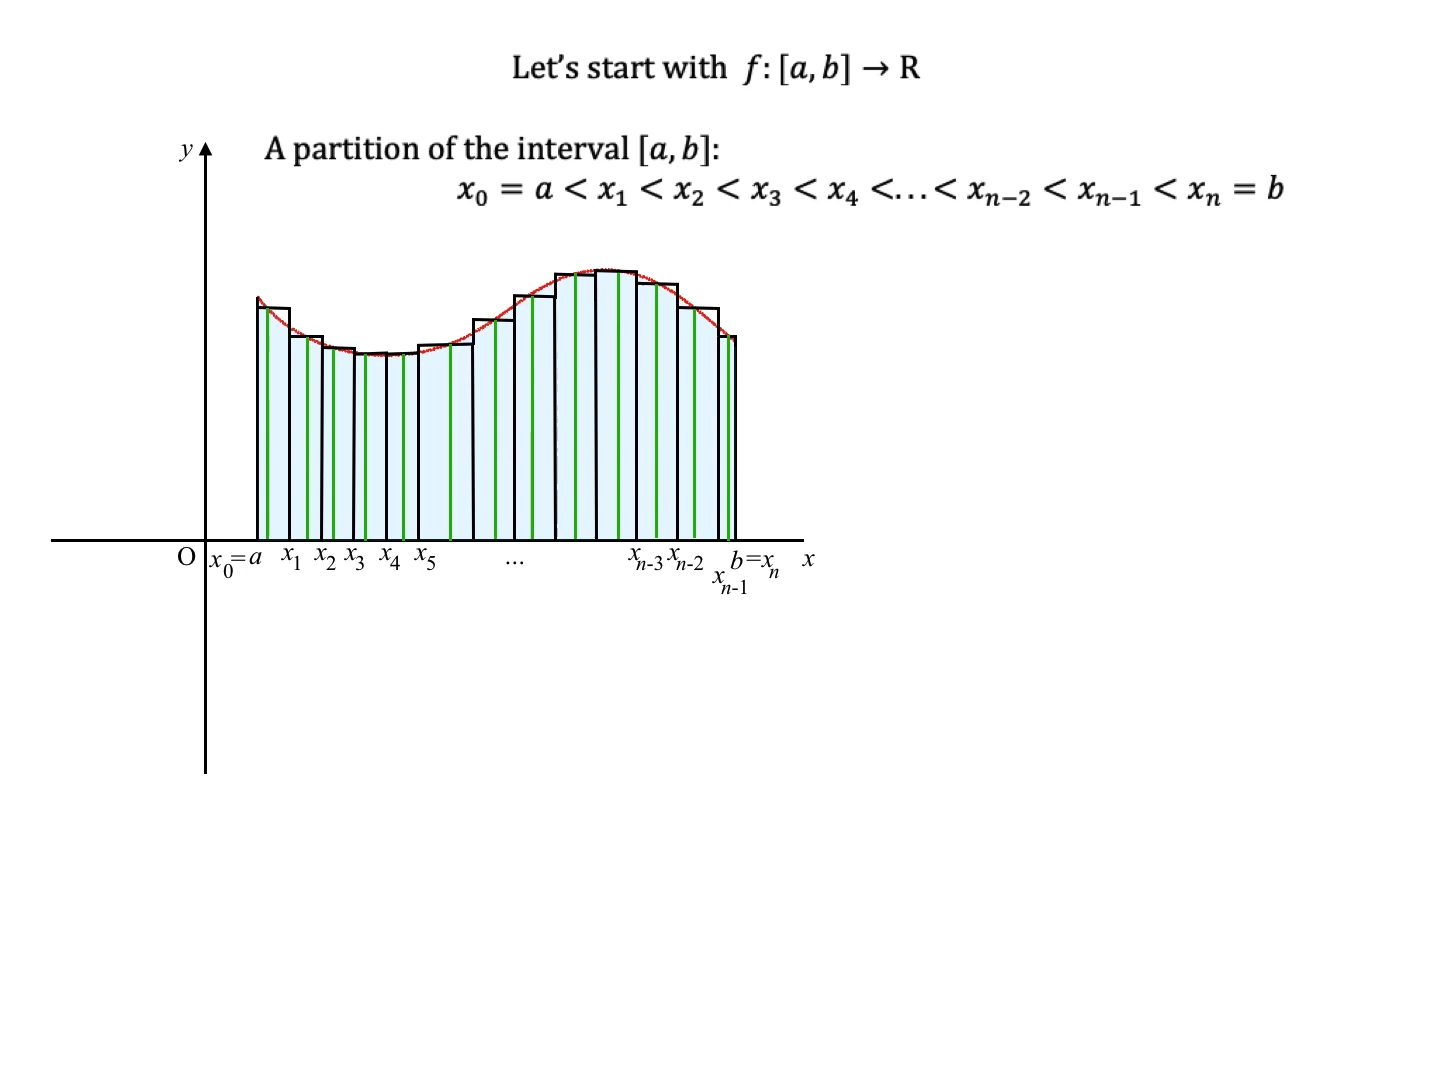 Let's start with f: [a, b] → R
y
A partition of the interval [a, b]:
x₀ = a < x₁ < x₂ < x₃ < x₄ <...< xₙ₋₂ < xₙ₋₁ < xₙ = b
O x₀=a x₁ x₂ x₃ x₄ x₅ ... xₙ₋₃ xₙ₋₂ b=xₙ x
xₙ₋₁